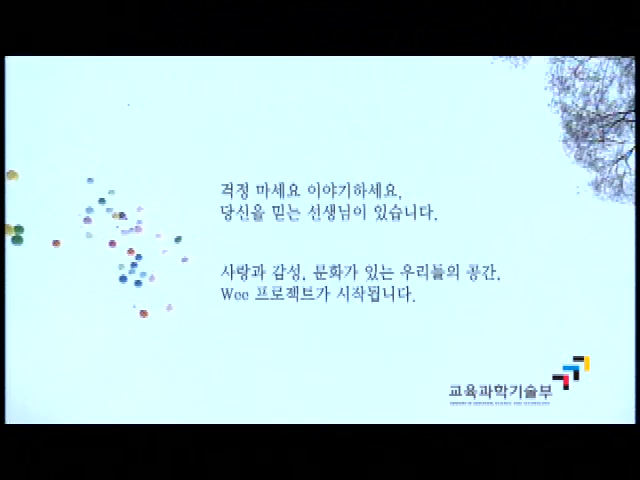 걱정 마세요 이야기하세요.
당신을 믿는 선생님이 있습니다.
사랑과 감성, 문화가 있는 우리들의 공간,
Wee 프로젝트가 시작됩니다.
교육과학기술부